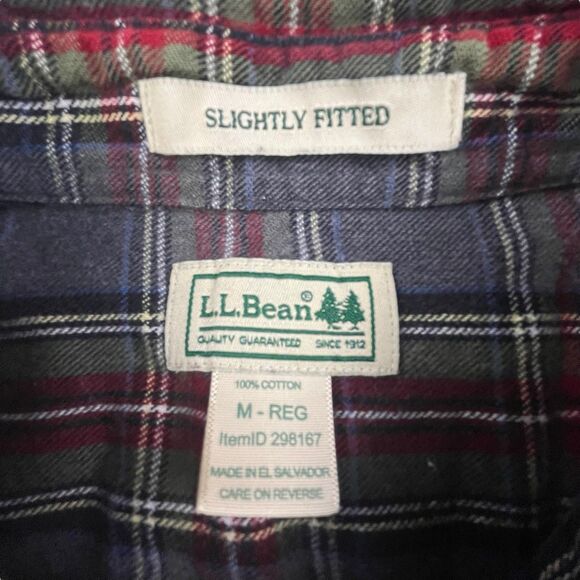 SLIGHTLY FITTED
L.L.Bean®
QUALITY GUARANTEED SINCE 1912
100% COTTON
M - REG
ItemID 298167
MADE IN EL SALVADOR
CARE ON REVERSE